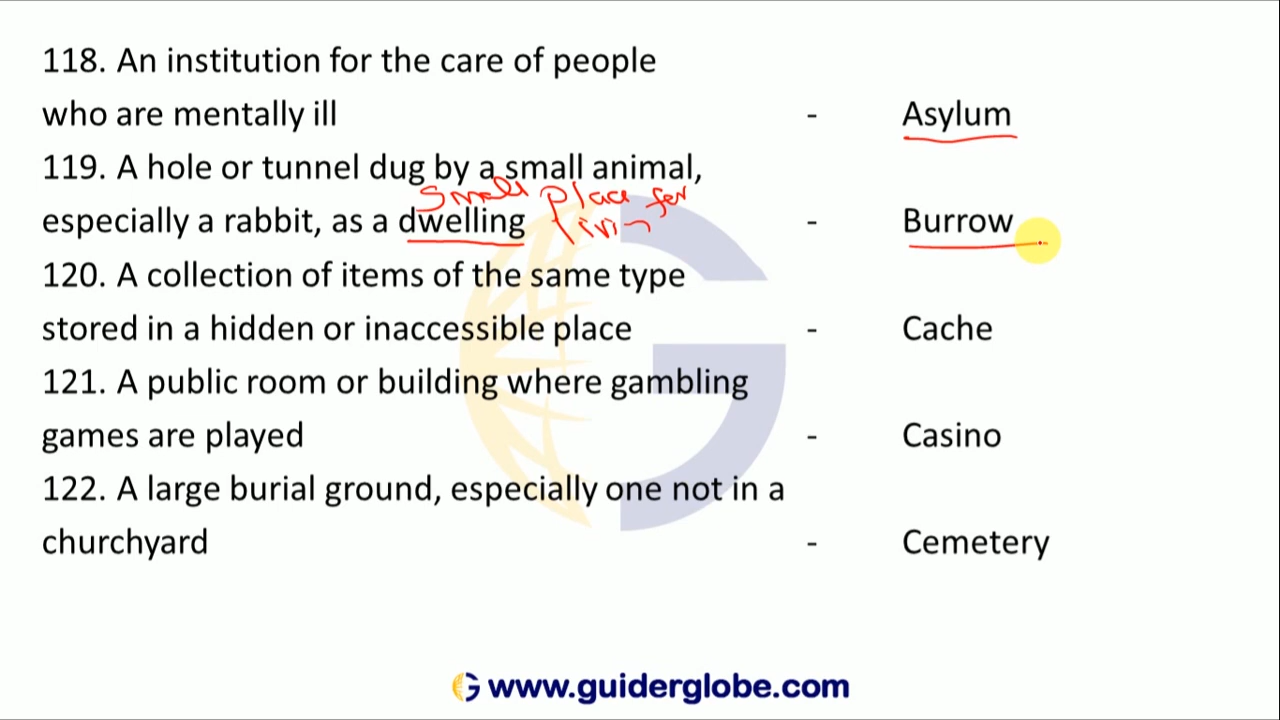 118. An institution for the care of people
who are mentally ill - Asylum
119. A hole or tunnel dug by a small animal,
small place for
especially a rabbit, as a dwelling - Burrow
120. A collection of items of the same type
stored in a hidden or inaccessible place - Cache
121. A public room or building where gambling
games are played - Casino
122. A large burial ground, especially one not in a
churchyard - Cemetery
www.guiderglobe.com